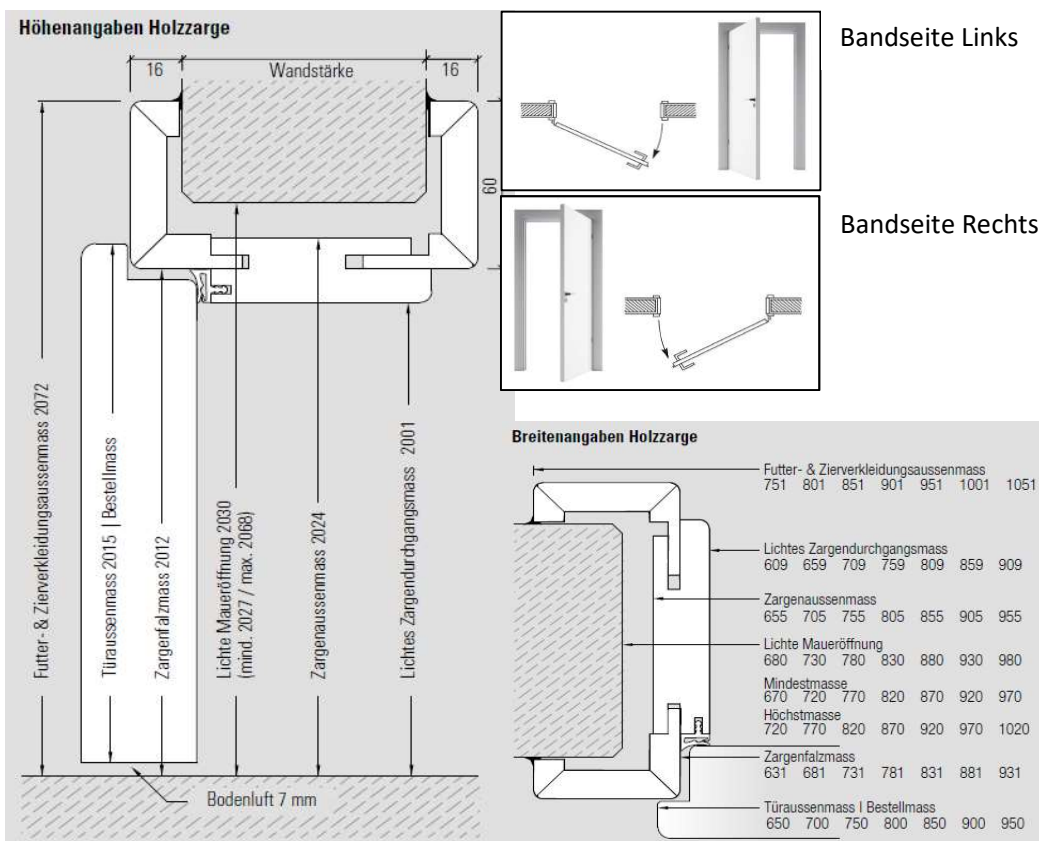 Höhenangaben Holzzarge
16
Wandstärke
16
60
Futter- & Zierverkleidungsaussenmass 2072
Türaussenmass 2015 | Bestellmass
Zargenfalzmass 2012
Lichte Maueröffnung 2030
(mind. 2027 / max. 2068)
Zargenaussenmass 2024
Lichtes Zargendurchgangsmass 2001
Bodenluft 7 mm
Bandseite Links
Bandseite Rechts
Breitenangaben Holzzarge
Futter- & Zierverkleidungsaussenmass
751 801 851 901 951 1001 1051
Lichtes Zargendurchgangsmass
609 659 709 759 809 859 909
Zargenaussenmass
655 705 755 805 855 905 955
Lichte Maueröffnung
680 730 780 830 880 930 980
Mindestmasse
670 720 770 820 870 920 970
Höchstmasse
720 770 820 870 920 970 1020
Zargenfalzmass
631 681 731 781 831 881 931
Türaussenmass I Bestellmass
650 700 750 800 850 900 950